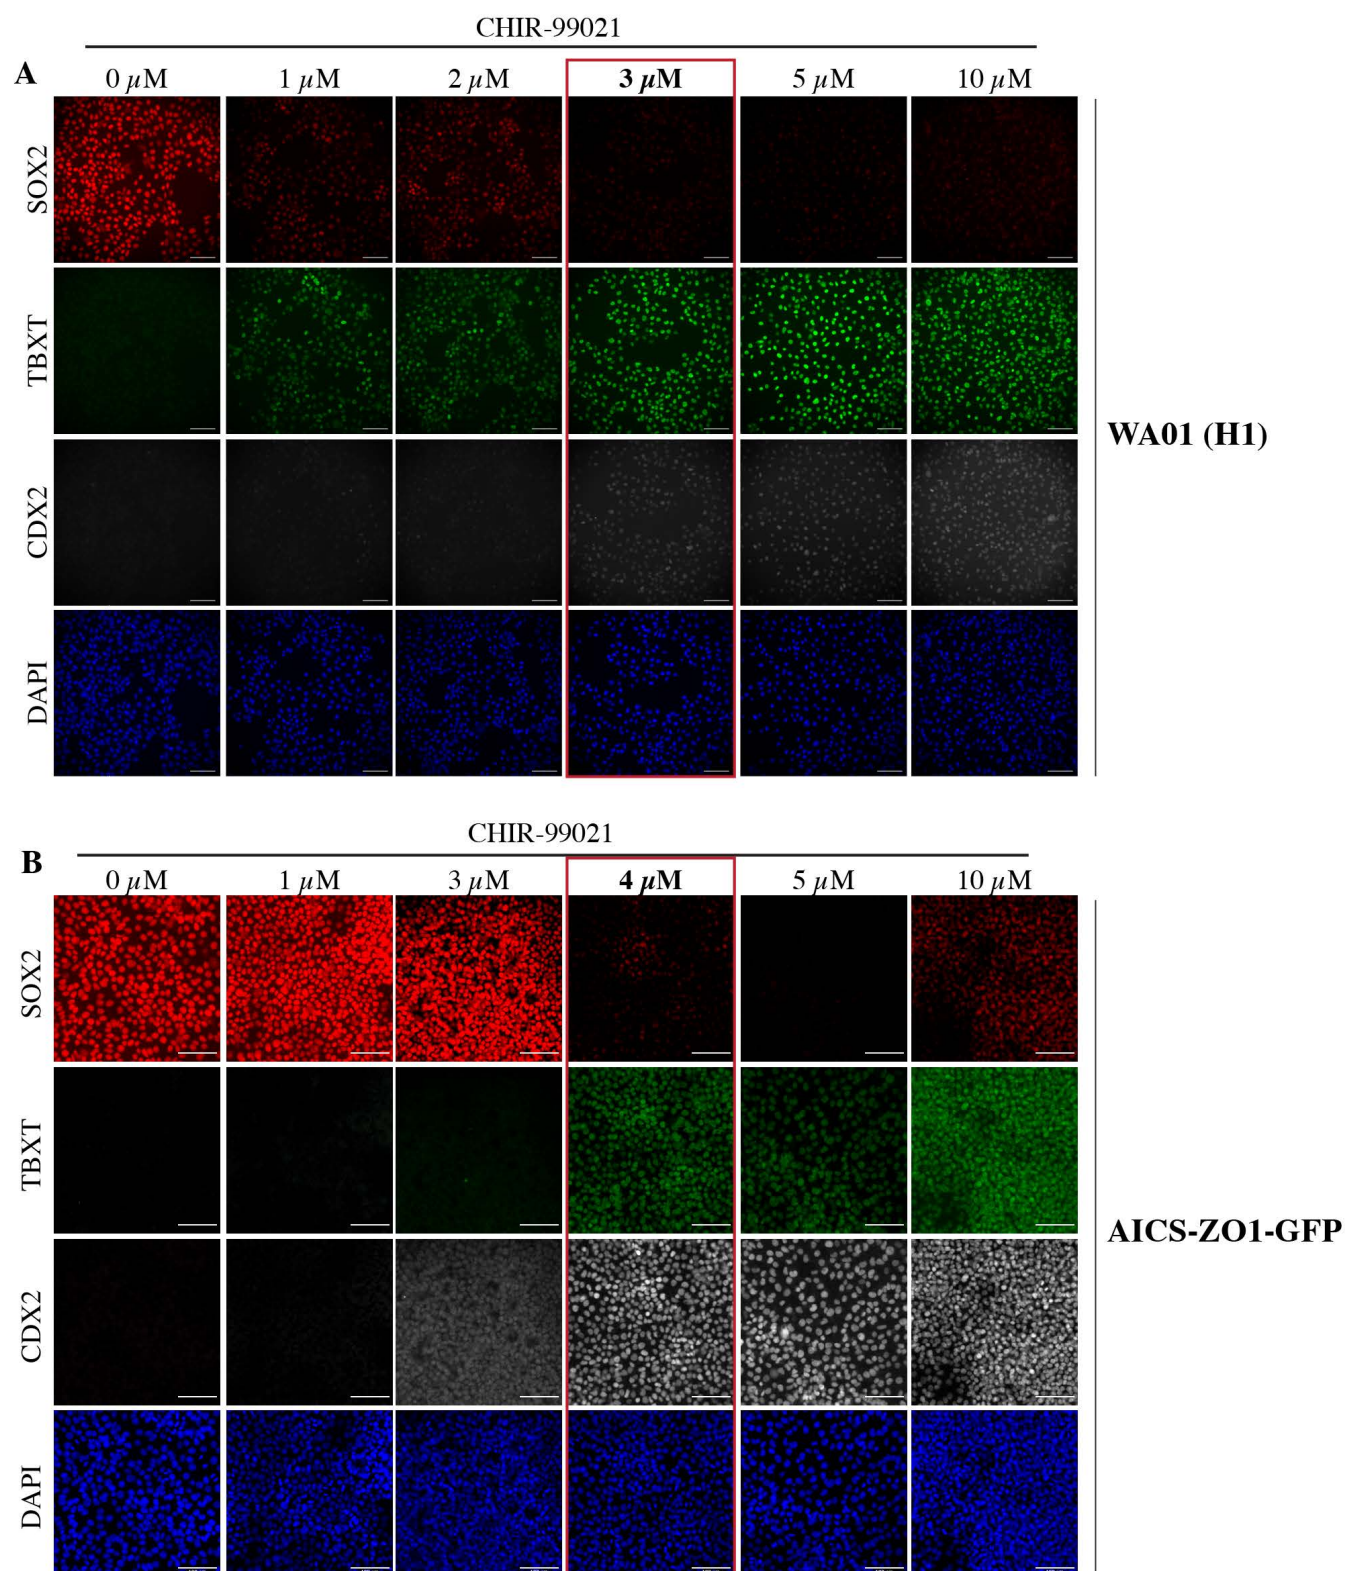 CHIR-99021
A
0 µM 1 µM 2 µM 3 µM 5 µM 10 µM
SOX2
TBXT
CDX2
DAPI
WA01 (H1)
CHIR-99021
B
0 µM 1 µM 3 µM 4 µM 5 µM 10 µM
SOX2
TBXT
CDX2
DAPI
AICS-ZO1-GFP